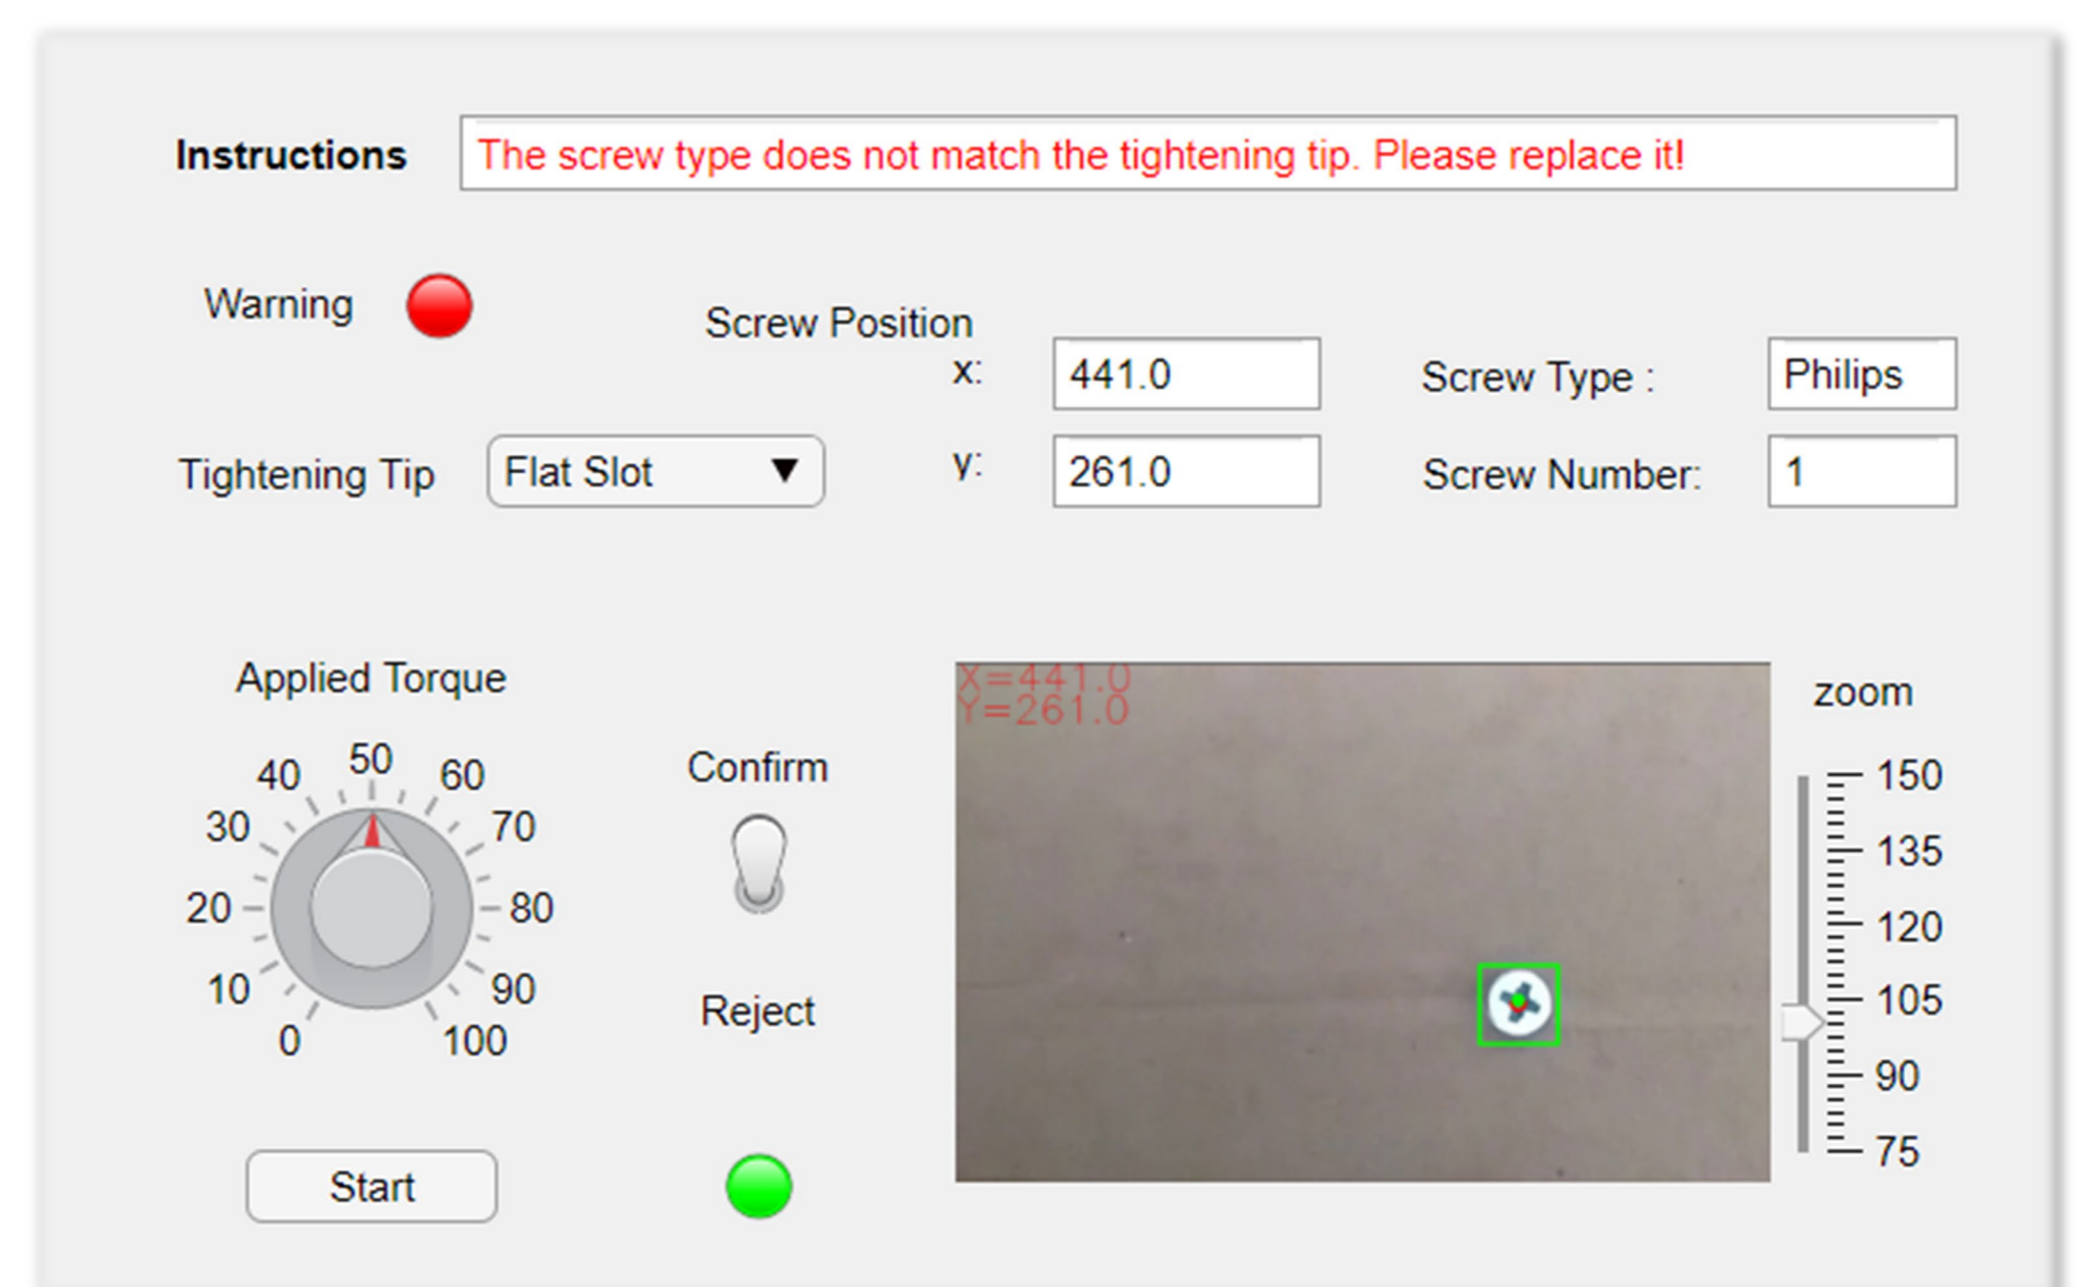 Instructions The screw type does not match the tightening tip. Please replace it!
Warning
Screw Position
x: 441.0 Screw Type : Philips
Tightening Tip Flat Slot y: 261.0 Screw Number: 1
Applied Torque
0
10
20
30
40
50
60
70
80
90
100
Start
Confirm
Reject
X=441.0
Y=261.0
zoom
150
135
120
105
90
75